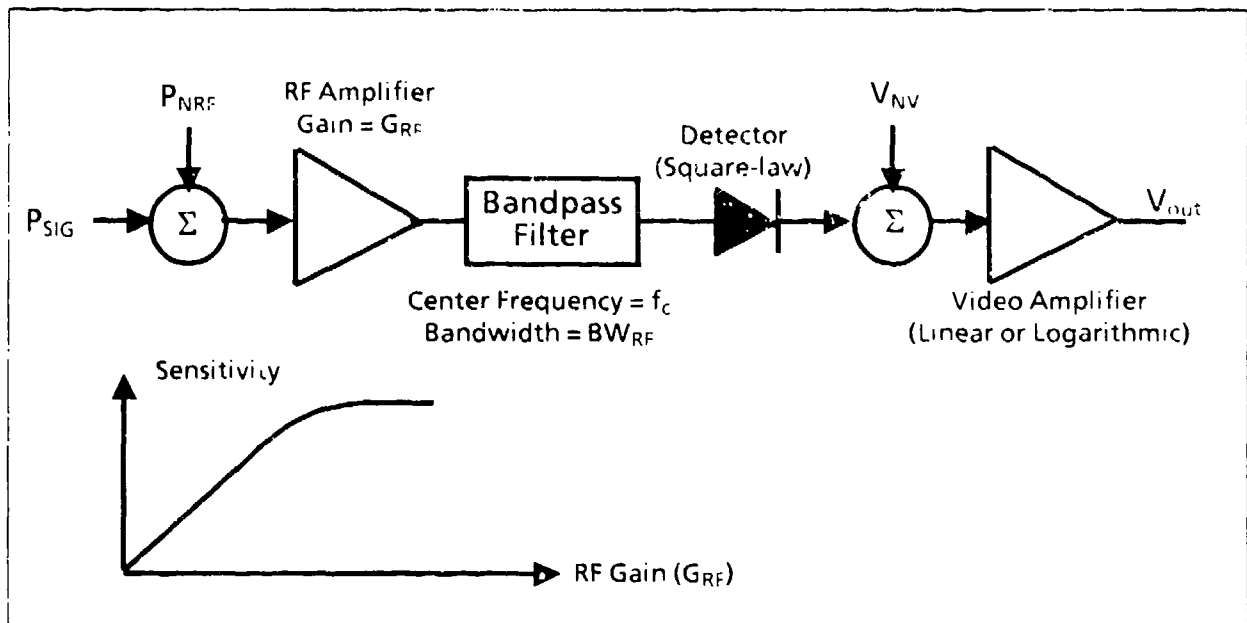 P_NRF
RF Amplifier
Gain = G_RF
V_NV
Detector
(Square-law)
P_SIG
Σ
Bandpass
Filter
Σ
V_out
Center Frequency = f_c
Bandwidth = BW_RF
Video Amplifier
(Linear or Logarithmic)
Sensitivity
RF Gain (G_RF)